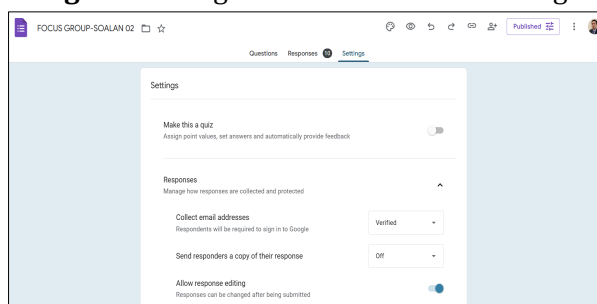 FOCUS GROUP-SOALAN 02
Published
Questions Responses 10 Settings
Settings
Make this a quiz
Assign point values, set answers and automatically provide feedback
Responses
Manage how responses are collected and protected
Collect email addresses
Respondents will be required to sign in to Google
Verified
Send responders a copy of their response
Off
Allow response editing
Responses can be changed after being submitted